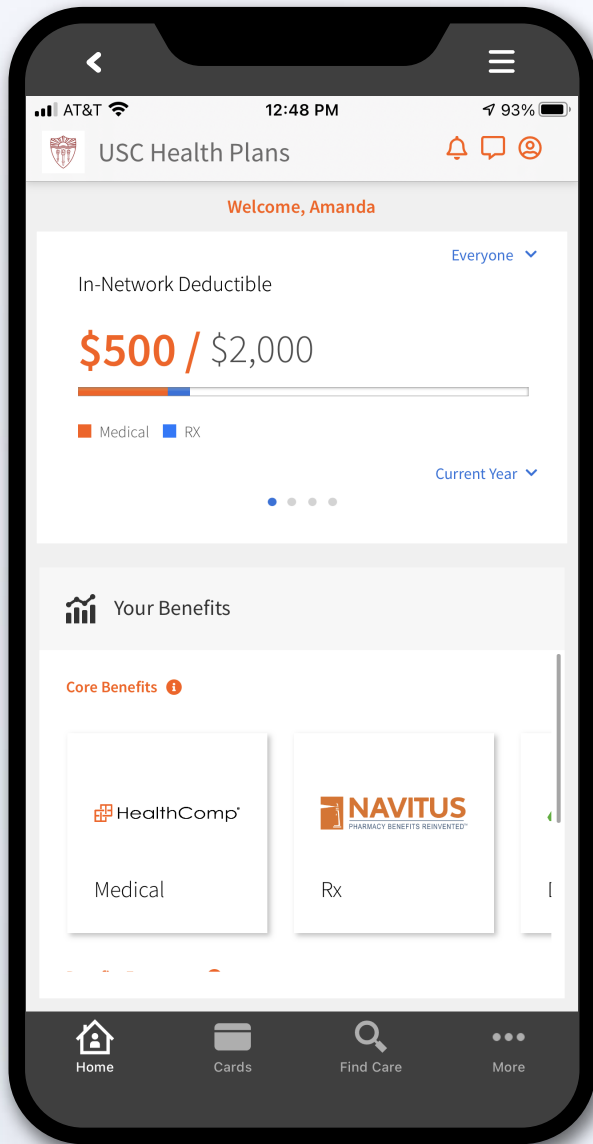 AT&T 12:48 PM 93%
USC Health Plans
Welcome, Amanda
Everyone
In-Network Deductible
$500 / $2,000
Medical RX
Current Year
Your Benefits
Core Benefits
HealthComp
NAVITUS
PHARMACY BENEFITS REINVENTED™
Medical
Rx
Home
Cards
Find Care
More